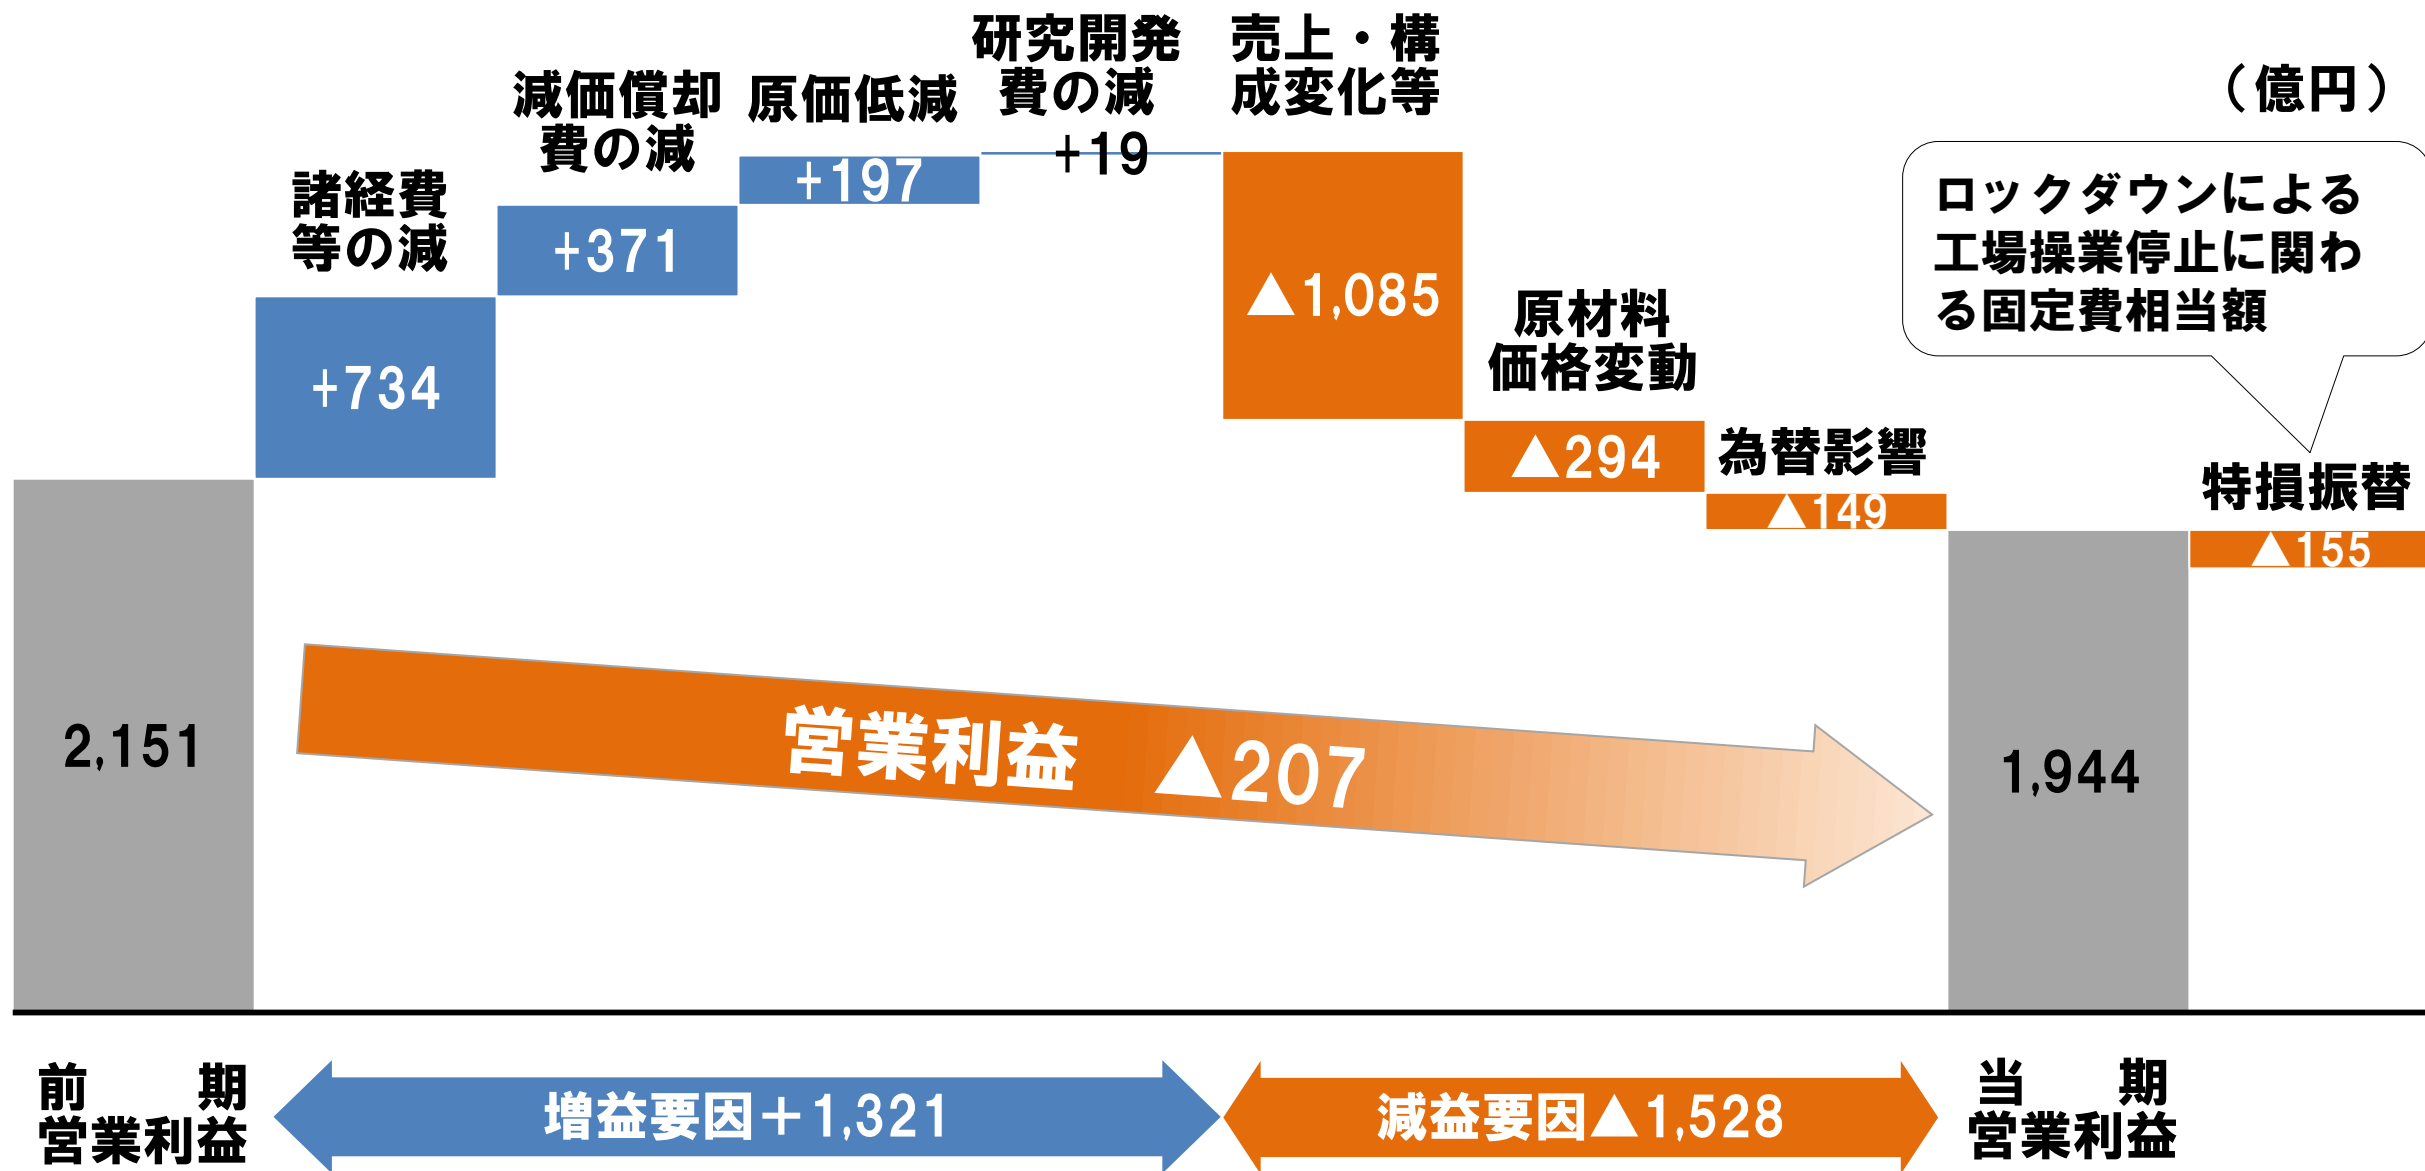 （億円）
諸経費
等の減
+734
減価償却
費の減
+371
原価低減
+197
研究開発
費の減
+19
売上・構
成変化等
▲1,085
原材料
価格変動
▲294
為替影響
▲149
ロックダウンによる
工場操業停止に関わ
る固定費相当額
特損振替
▲155
2,151
営業利益 ▲207
1,944
前 期
営業利益
増益要因＋1,321
減益要因▲1,528
当 期
営業利益